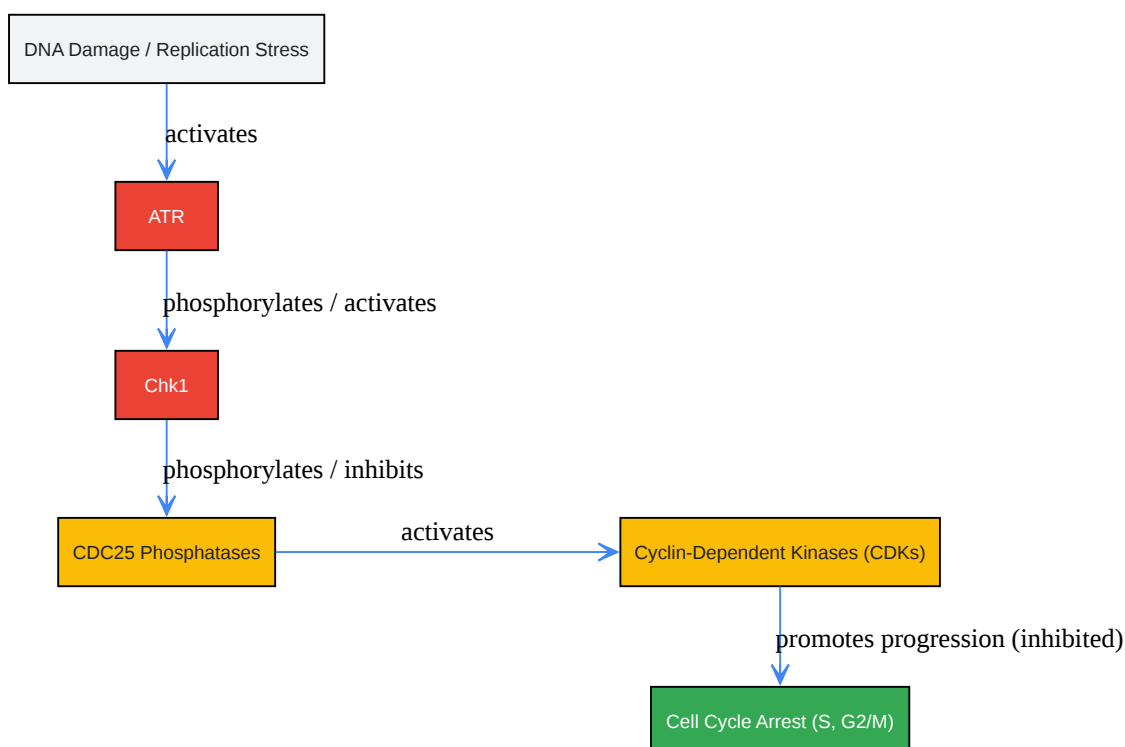 DNA Damage / Replication Stress
activates
ATR
phosphorylates / activates
Chk1
phosphorylates / inhibits
CDC25 Phosphatases
activates
Cyclin-Dependent Kinases (CDKs)
promotes progression (inhibited)
Cell Cycle Arrest (S, G2/M)